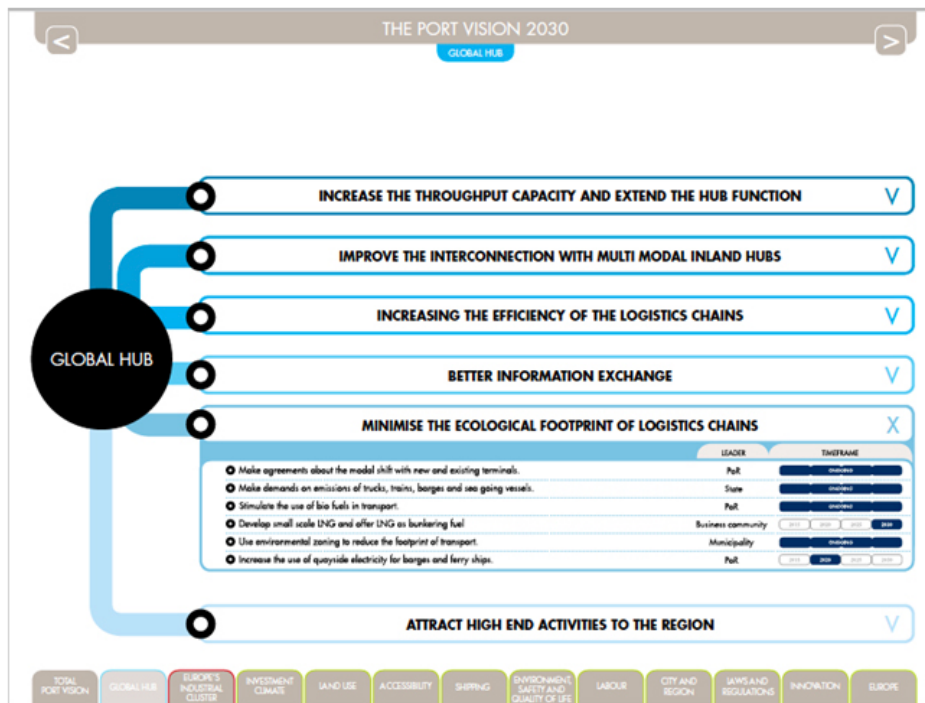 <
THE PORT VISION 2030
>
GLOBAL HUB
INCREASE THE THROUGHPUT CAPACITY AND EXTEND THE HUB FUNCTION V
IMPROVE THE INTERCONNECTION WITH MULTI MODAL INLAND HUBS V
INCREASING THE EFFICIENCY OF THE LOGISTICS CHAINS V
GLOBAL HUB
BETTER INFORMATION EXCHANGE V
MINIMISE THE ECOLOGICAL FOOTPRINT OF LOGISTICS CHAINS X
LEADER TIMEFRAME
Make agreements about the modal shift with new and existing terminals. PoR ONGOING
Make demands on emissions of trucks, trains, barges and sea going vessels. State ONGOING
Stimulate the use of bio fuels in transport. PoR ONGOING
Develop small scale LNG and offer LNG as bunkering fuel Business community 2020 2030
Use environmental zoning to reduce the footprint of transport. Municipality ONGOING
Increase the use of quayside electricity for barges and ferry ships. PoR 2020
ATTRACT HIGH END ACTIVITIES TO THE REGION V
TOTAL PORT VISION
GLOBAL HUB
EUROPE'S INDUSTRIAL CLUSTER
INVESTMENT CLIMATE
LAND USE
ACCESSIBILITY
SHIPPING
ENVIRONMENT, SAFETY AND QUALITY OF LIFE
LABOUR
CITY AND REGION
LAWS AND REGULATIONS
INNOVATION
EUROPE